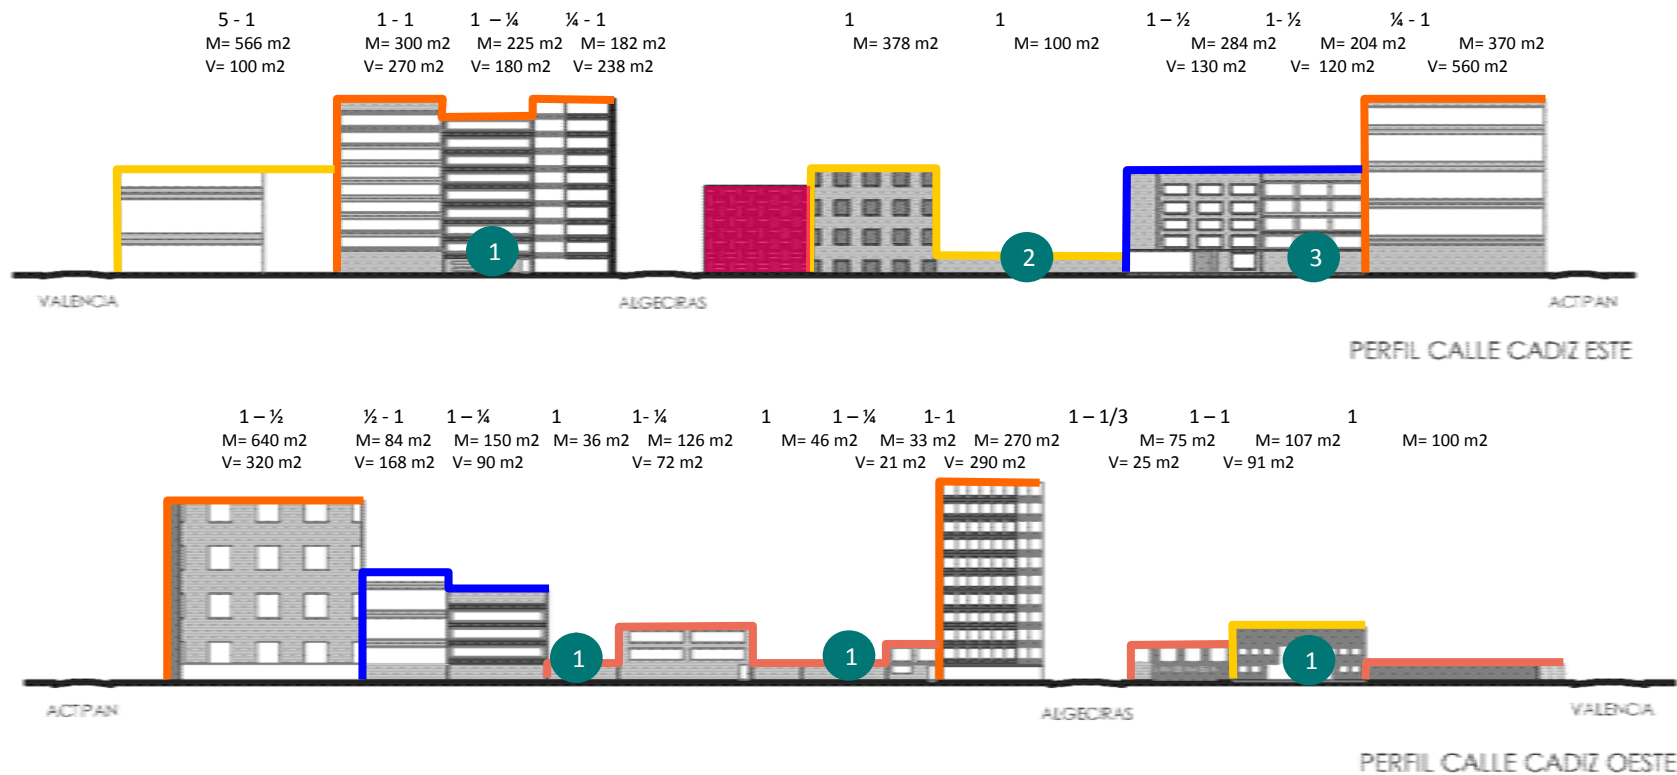 5 - 1 1 - 1 1 – ¼ ¼ - 1 1 1 1 – ½ 1- ½ ¼ - 1
M= 566 m2 M= 300 m2 M= 225 m2 M= 182 m2 M= 378 m2 M= 100 m2 M= 284 m2 M= 204 m2 M= 370 m2
V= 100 m2 V= 270 m2 V= 180 m2 V= 238 m2 V= 130 m2 V= 120 m2 V= 560 m2
1 2 3
VALENCIA ALGECIRAS ACTIPAN
PERFIL CALLE CADIZ ESTE
1 – ½ ½ - 1 1 – ¼ 1 1- ¼ 1 1 – ¼ 1- 1 1 – 1/3 1 – 1 1
M= 640 m2 M= 84 m2 M= 150 m2 M= 36 m2 M= 126 m2 M= 46 m2 M= 33 m2 M= 270 m2 M= 75 m2 M= 107 m2 M= 100 m2
V= 320 m2 V= 168 m2 V= 90 m2 V= 72 m2 V= 21 m2 V= 290 m2 V= 25 m2 V= 91 m2
1 1 1
ACTIPAN ALGECIRAS VALENCIA
PERFIL CALLE CADIZ OESTE